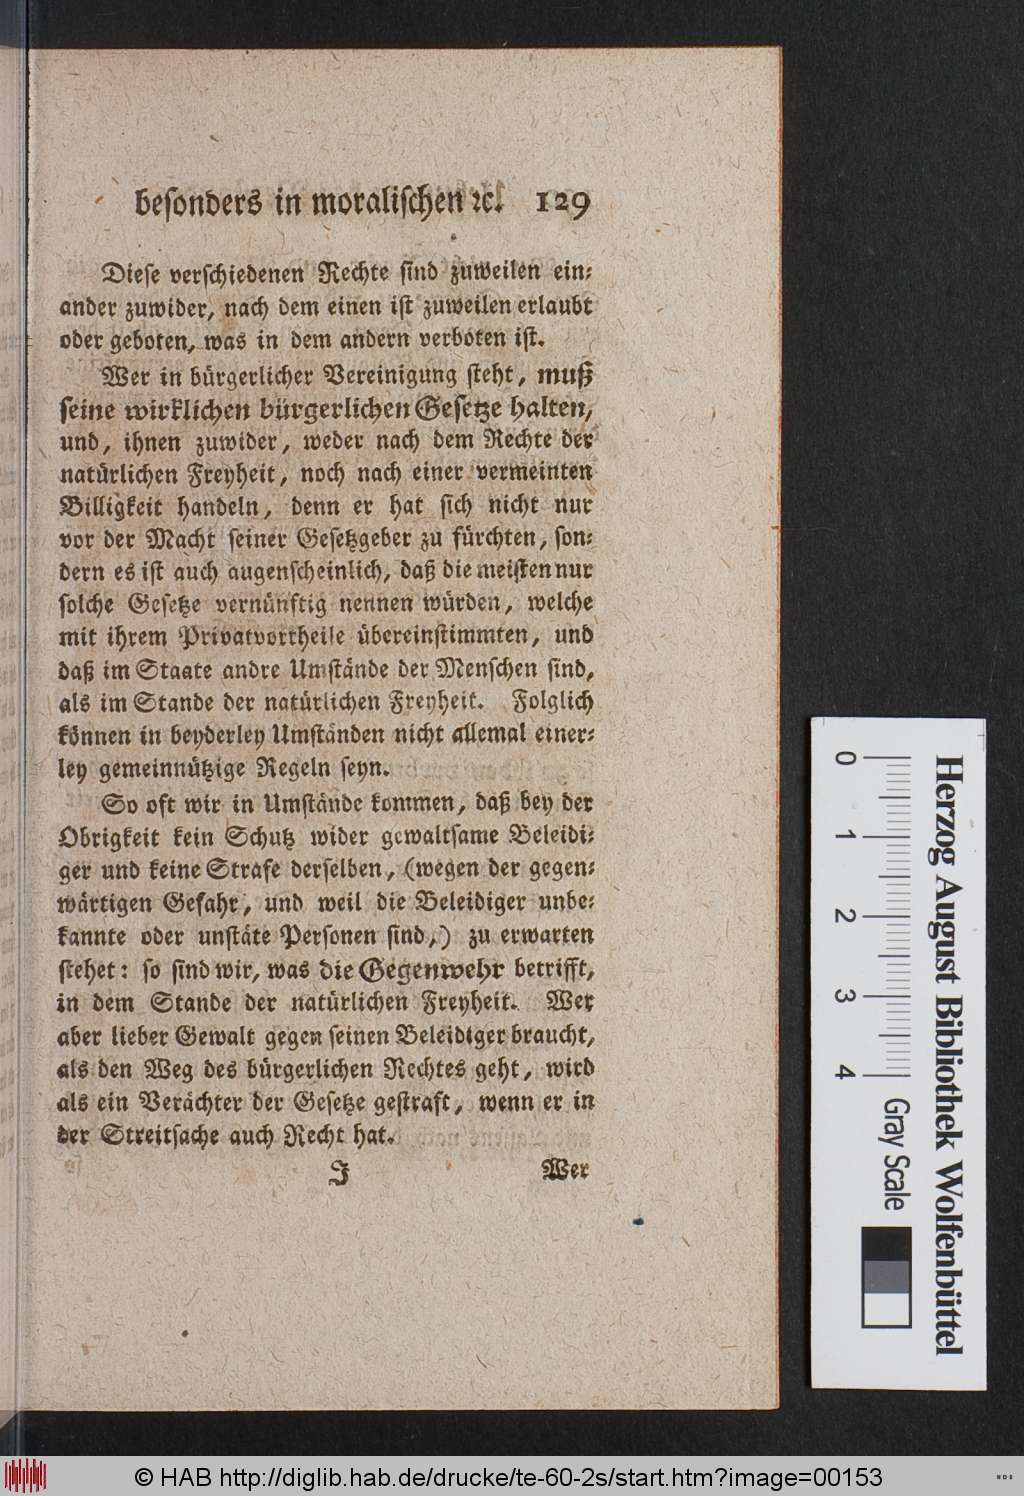 besonders in moralischen ꝛc. 129
Diese verschiedenen Rechte sind zuweilen ein⸗
ander zuwider, nach dem einen ist zuweilen erlaubt
oder geboten, was in dem andern verboten ist.
Wer in bürgerlicher Vereinigung steht, muß
seine wirklichen bürgerlichen Gesetze halten,
und, ihnen zuwider, weder nach dem Rechte der
natürlichen Freyheit, noch nach einer vermeinten
Billigkeit handeln, denn er hat sich nicht nur
vor der Macht seiner Gesetzgeber zu fürchten, son⸗
dern es ist auch augenscheinlich, daß die meisten nur
solche Gesetze vernünftig nennen würden, welche
mit ihrem Privatvortheile übereinstimmten, und
daß im Staate andre Umstände der Menschen sind,
als im Stande der natürlichen Freyheit. Folglich
können in beyderley Umständen nicht allemal einer⸗
ley gemeinnützige Regeln seyn.
So oft wir in Umstände kommen, daß bey der
Obrigkeit kein Schutz wider gewaltsame Beleidi⸗
ger und keine Strafe derselben, (wegen der gegen⸗
wärtigen Gefahr, und weil die Beleidiger unbe⸗
kannte oder unstäte Personen sind,) zu erwarten
stehet: so sind wir, was die Gegenwehr betrifft,
in dem Stande der natürlichen Freyheit. Wer
aber lieber Gewalt gegen seinen Beleidiger braucht,
als den Weg des bürgerlichen Rechtes geht, wird
als ein Verächter der Gesetze gestraft, wenn er in
der Streitsache auch Recht hat.
J Wer
0 1 2 3 4 Gray Scale
Herzog August Bibliothek Wolfenbüttel
© HAB http://diglib.hab.de/drucke/te-60-2s/start.htm?image=00153